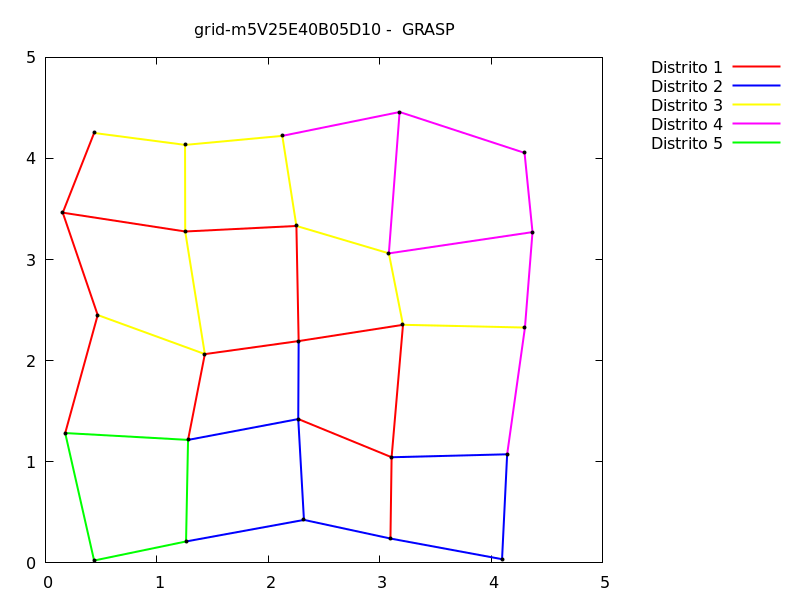 grid-m5V25E40B05D10 -  GRASP
Distrito 1
Distrito 2
Distrito 3
Distrito 4
Distrito 5
5
4
3
2
1
0
0 1 2 3 4 5